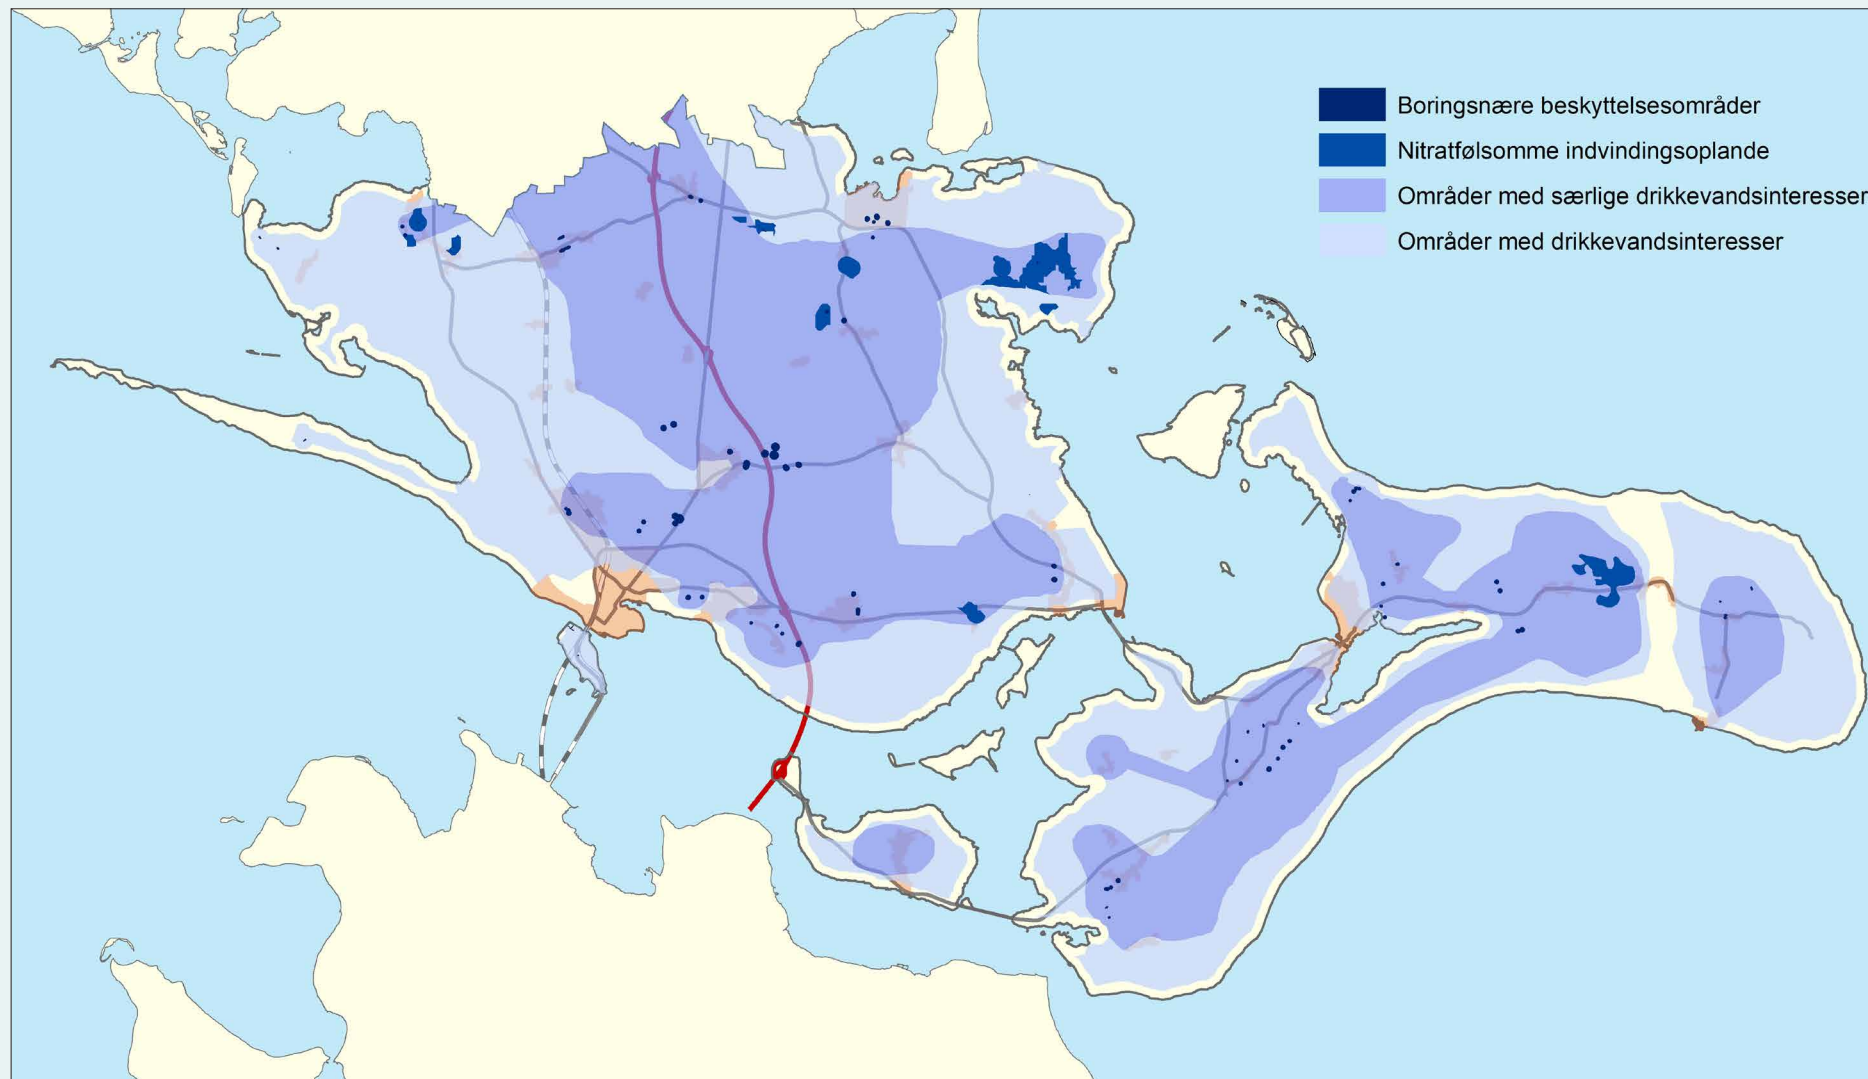 Boringsnære beskyttelsesområder
Nitratfølsomme indvindingsoplande
Områder med særlige drikkevandsinteresser
Områder med drikkevandsinteresser